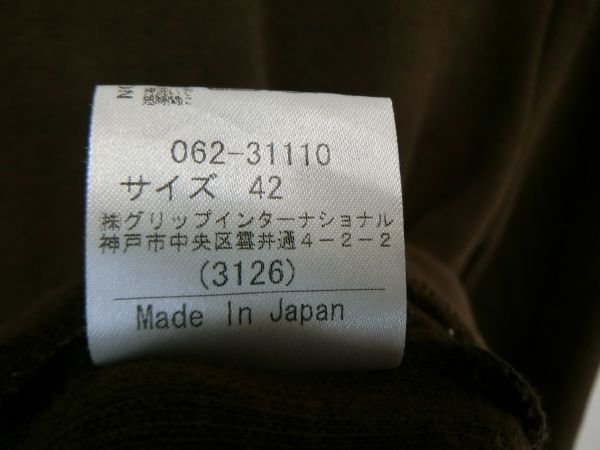 062-31110
サイズ 42
㈱グリップインターナショナル
神戸市中央区雲井通4-2-2
(3126)
Made In Japan